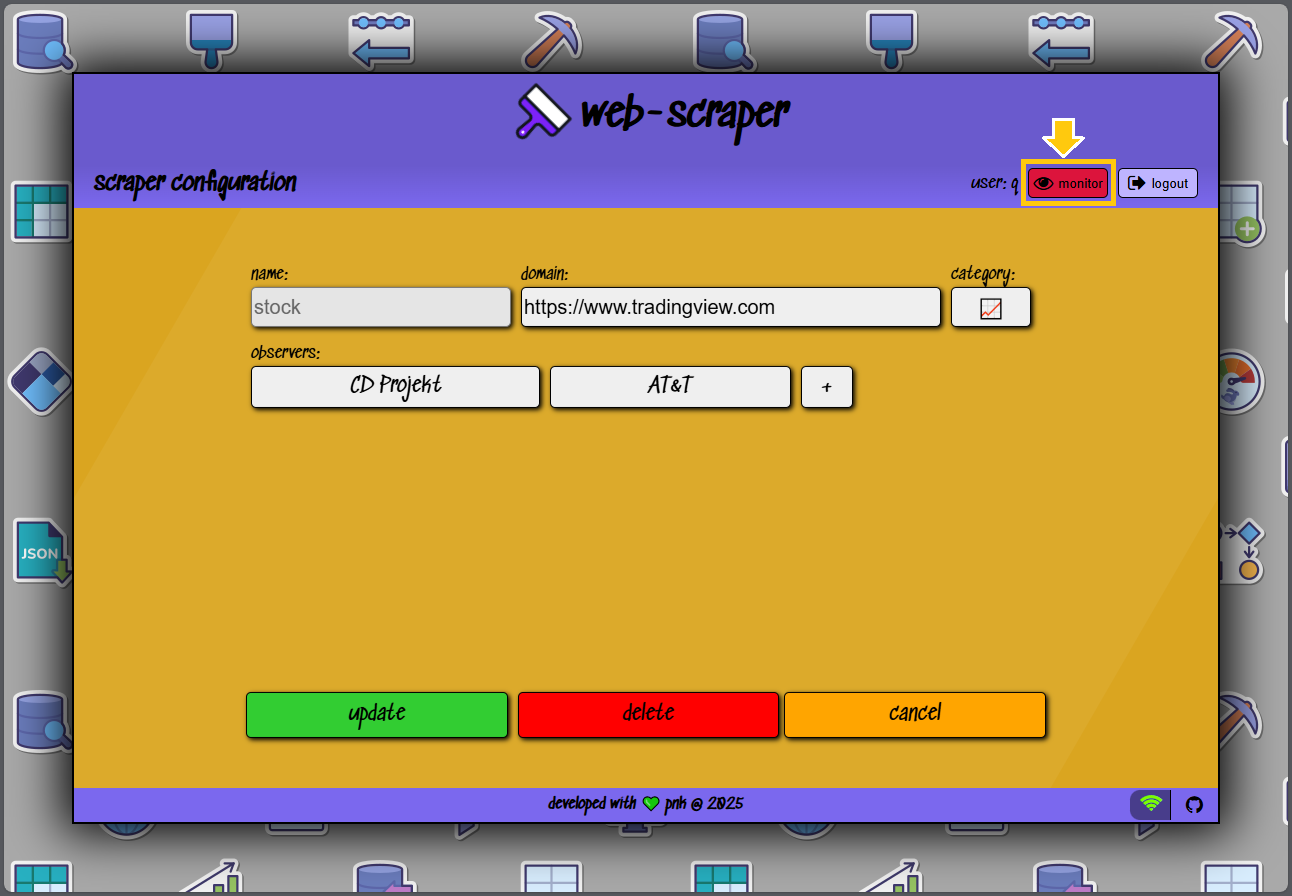 web-scraper
scraper configuration
user: q
monitor
logout
name:
domain:
category:
stock
https://www.tradingview.com
observers:
CD Projekt
AT&T
+
JSON
update
delete
cancel
developed with 💚 pnk @ 2025